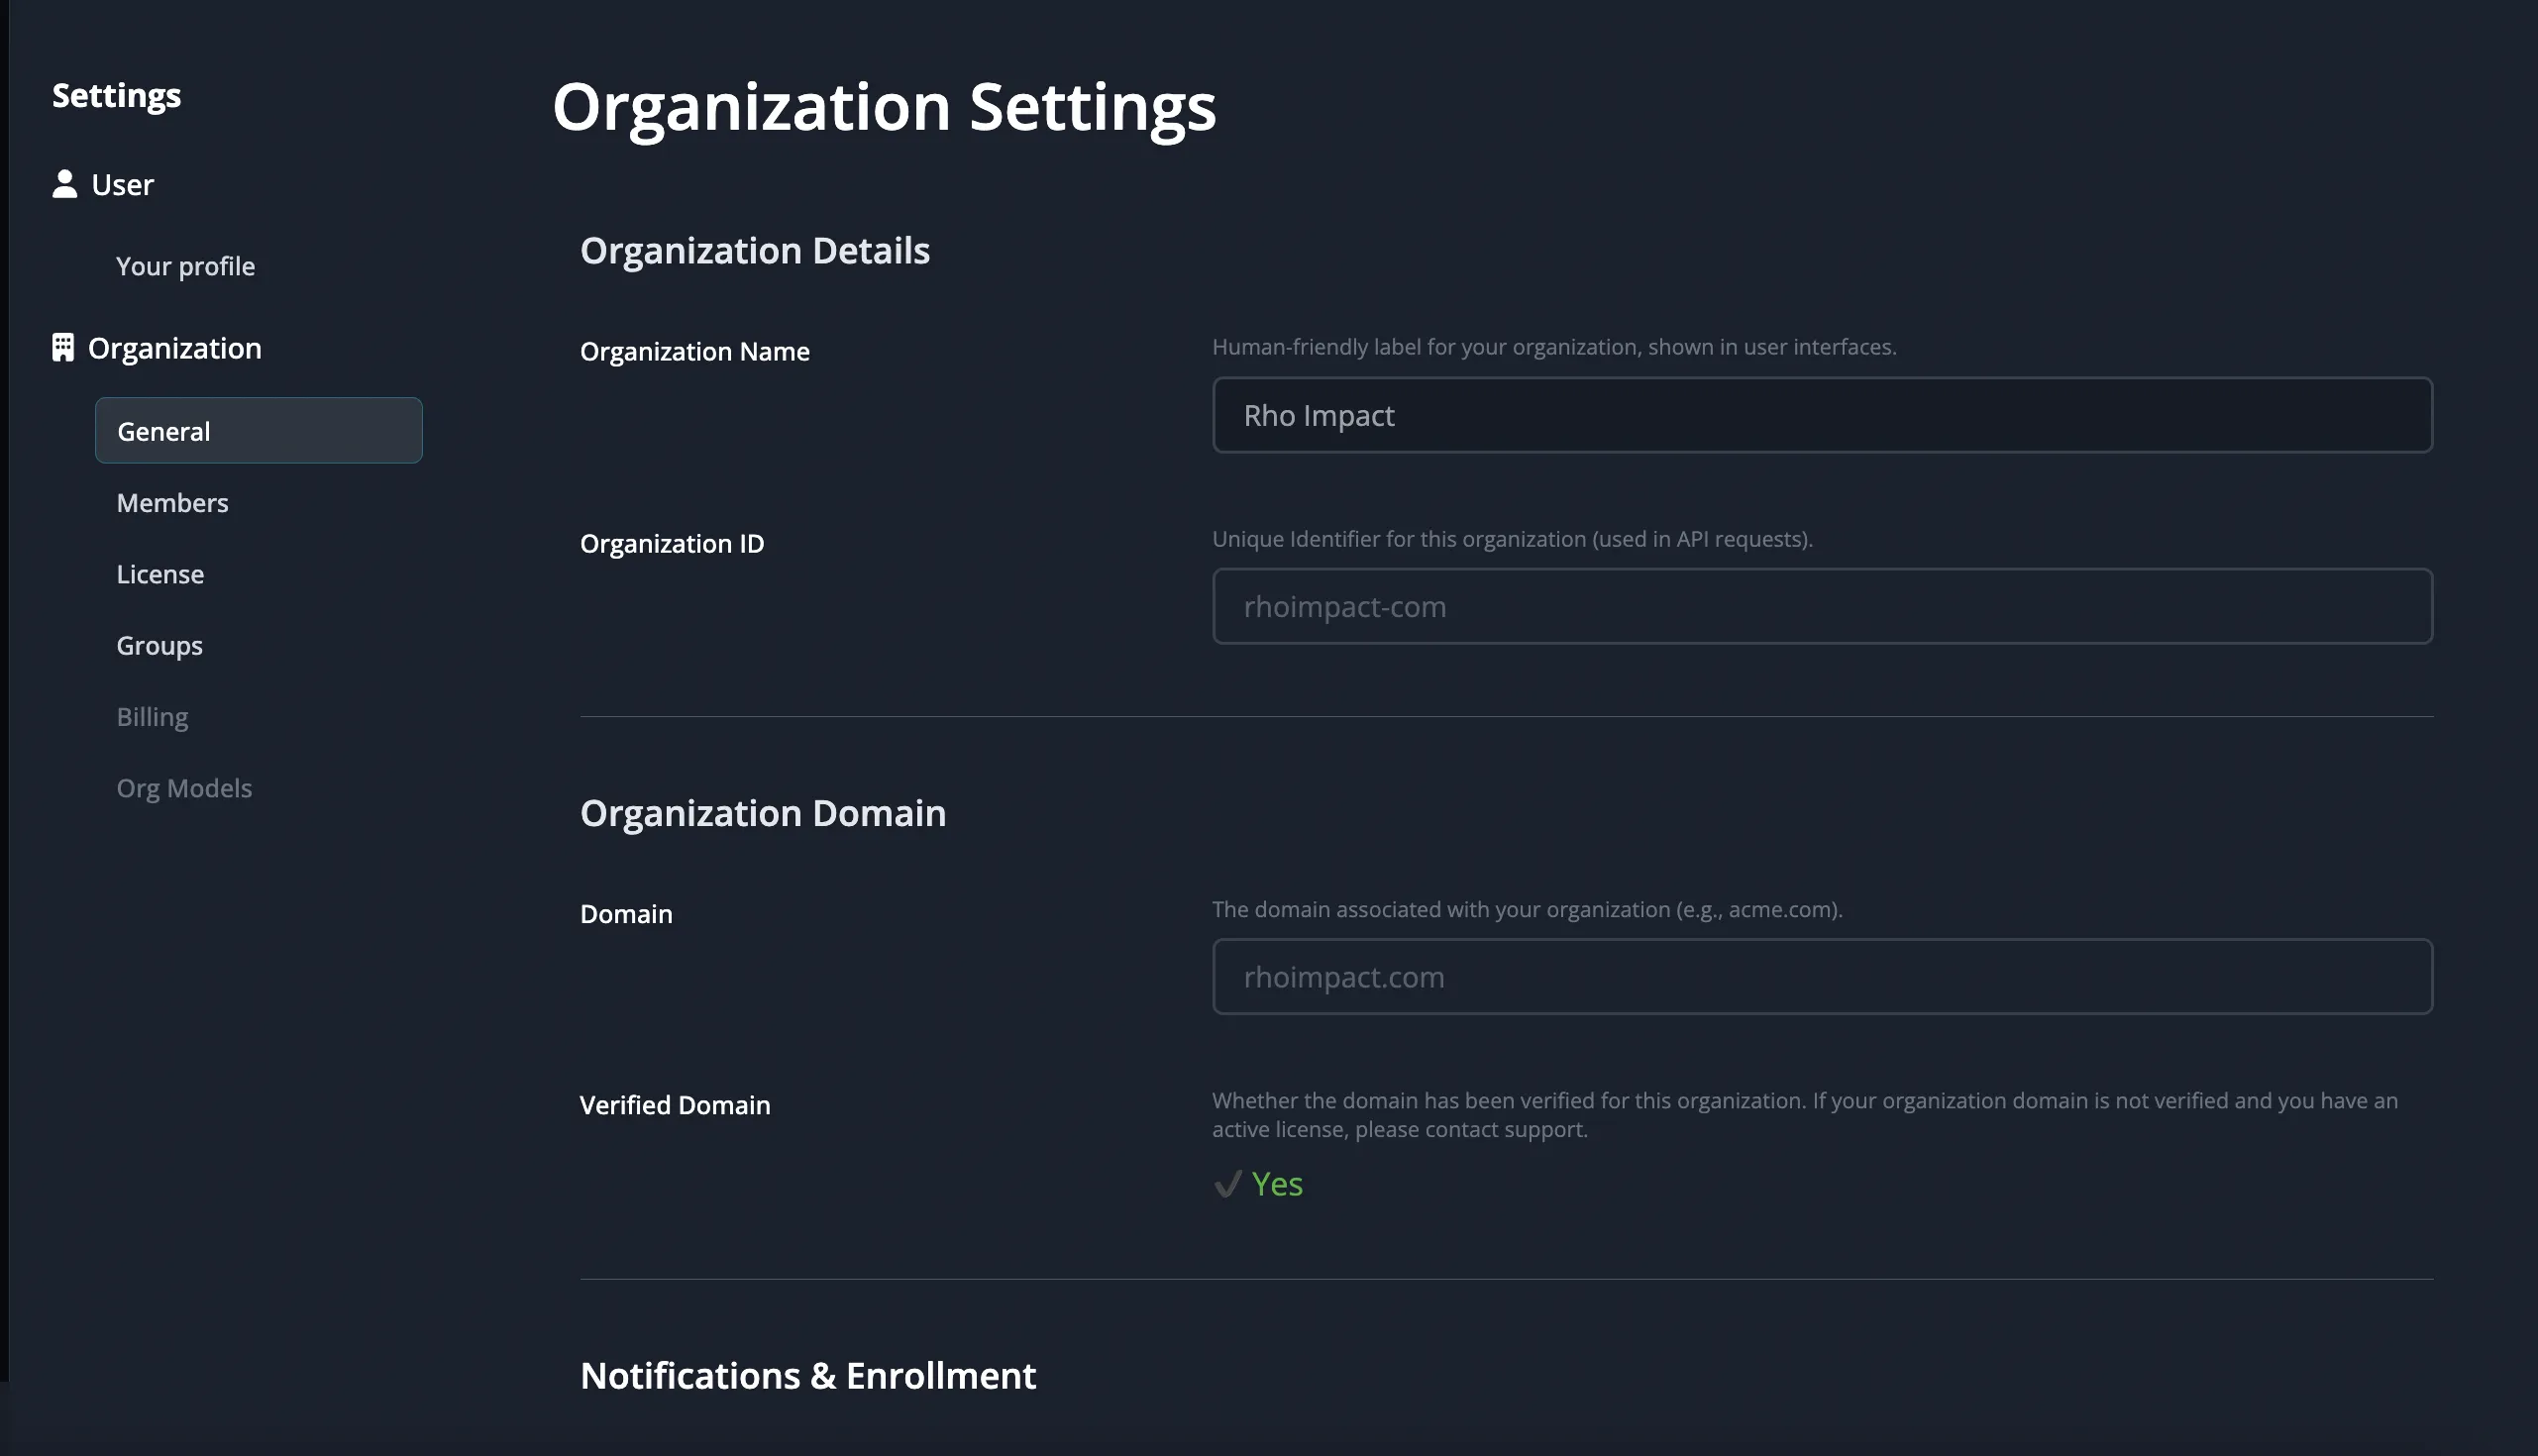 Settings
User
Your profile
Organization
General
Members
License
Groups
Billing
Org Models
Organization Settings
Organization Details
Organization Name
Human-friendly label for your organization, shown in user interfaces.
Rho Impact
Organization ID
Unique Identifier for this organization (used in API requests).
rhoimpact-com
Organization Domain
Domain
The domain associated with your organization (e.g., acme.com).
rhoimpact.com
Verified Domain
Whether the domain has been verified for this organization. If your organization domain is not verified and you have an
active license, please contact support.
Yes
Notifications & Enrollment